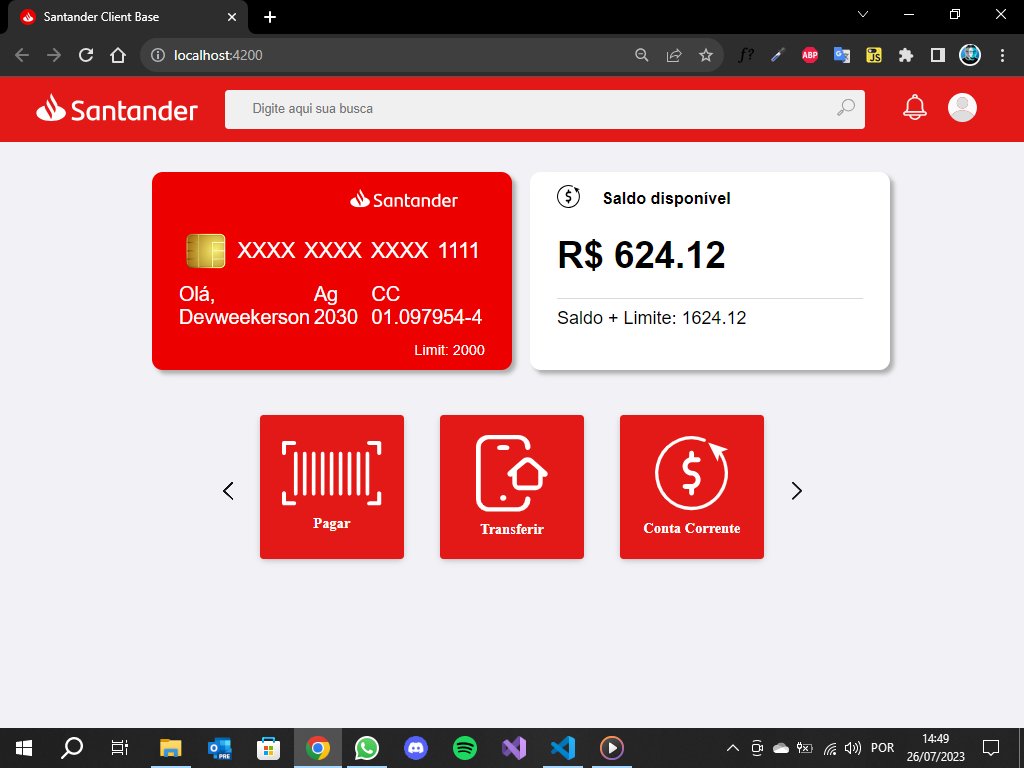 Santander Client Base
localhost:4200
f?
ABP
JS
Santander
Digite aqui sua busca
Santander
XXXX XXXX XXXX 1111
Olá,
Devweekerson
Ag
2030
CC
01.097954-4
Limit: 2000
Saldo disponível
R$ 624.12
Saldo + Limite: 1624.12
Pagar
Transferir
Conta Corrente
PRE
POR
14:49
26/07/2023